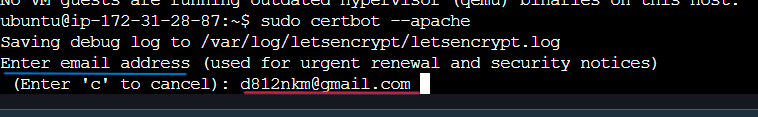 No VM guests are running outdated hypervisor (qemu) binaries on this host.
ubuntu@ip-172-31-28-87:~$ sudo certbot --apache
Saving debug log to /var/log/letsencrypt/letsencrypt.log
Enter email address (used for urgent renewal and security notices)
(Enter 'c' to cancel): d812nkm@gmail.com